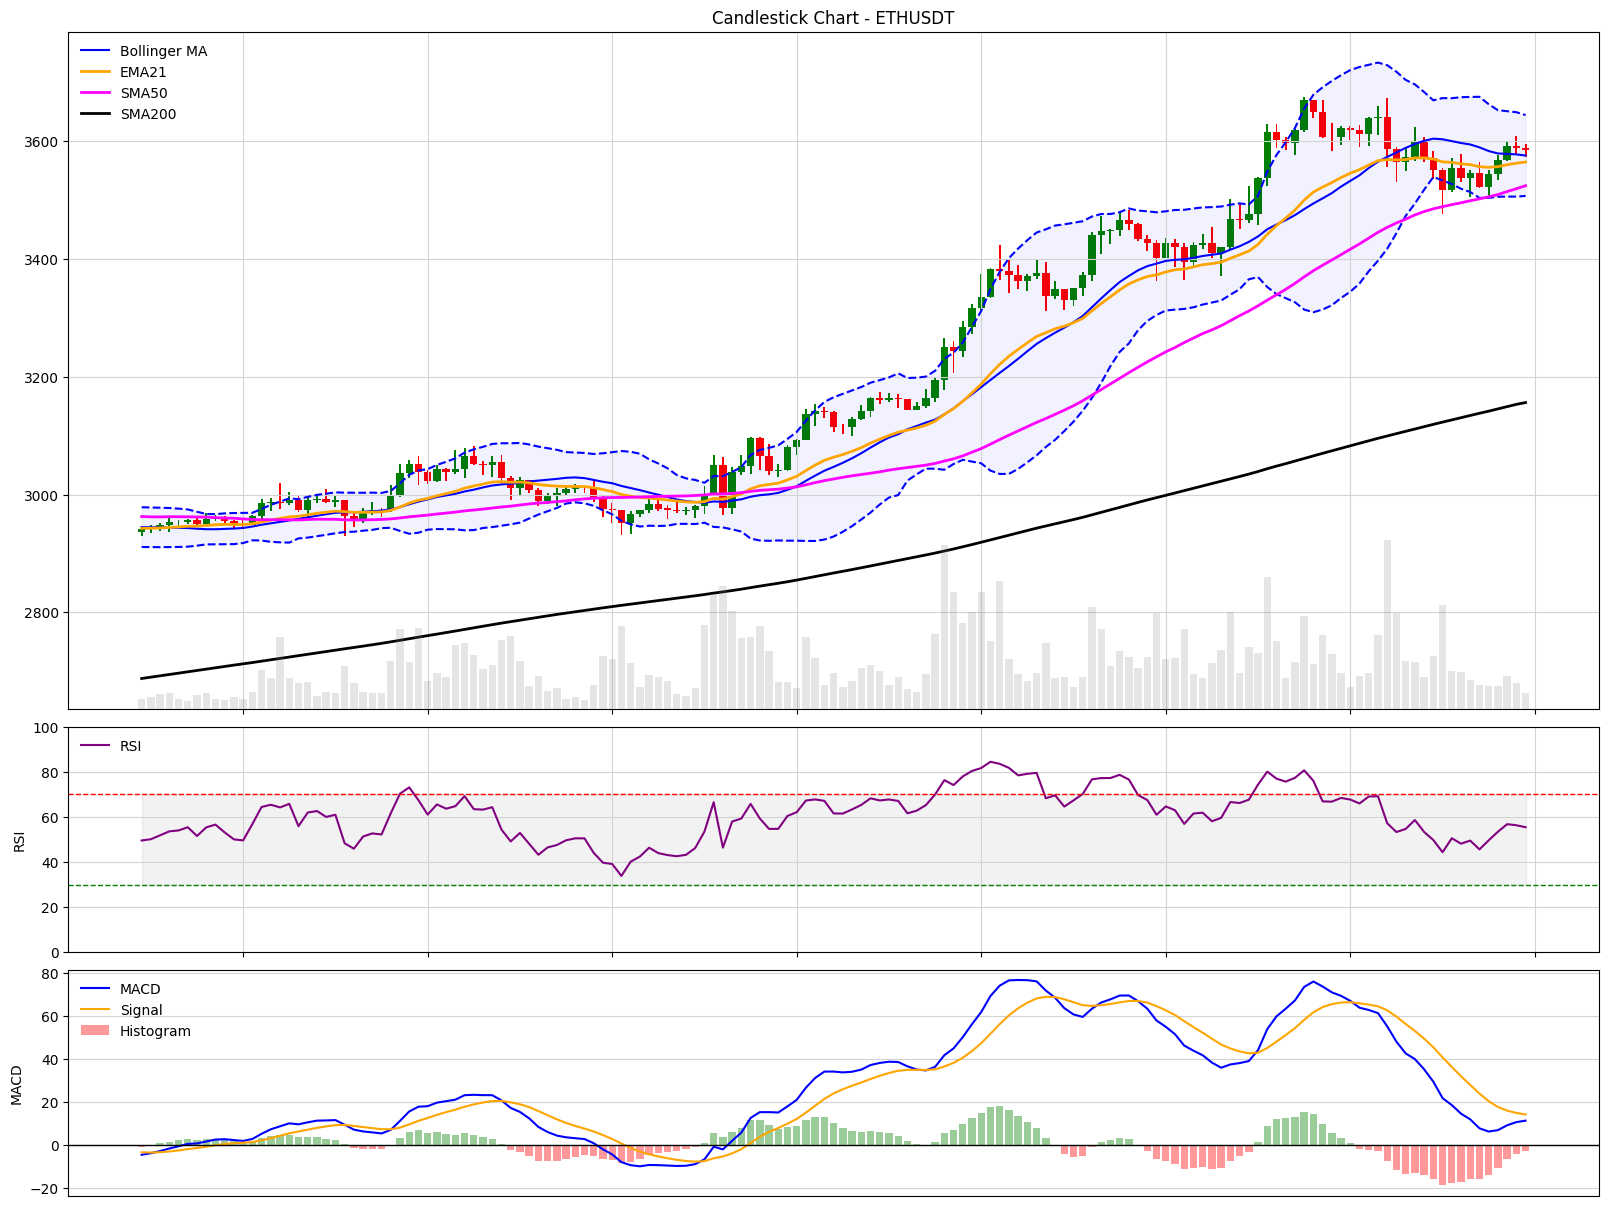 Candlestick Chart - ETHUSDT
Bollinger MA
EMA21
SMA50
SMA200
3600
3400
3200
3000
2800
RSI
100
80
60
40
20
0
RSI
MACD
Signal
Histogram
80
60
40
20
0
−20
MACD